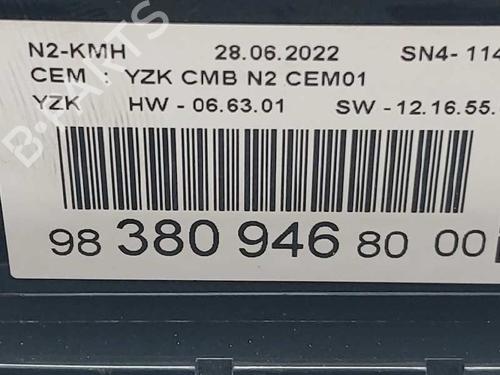 N2-KMH 28.06.2022 SN4- 114
CEM : YZK CMB N2 CEM01
YZK HW - 06.63.01 SW - 12.16.55.
98 380 946 80 00
B-PARTS